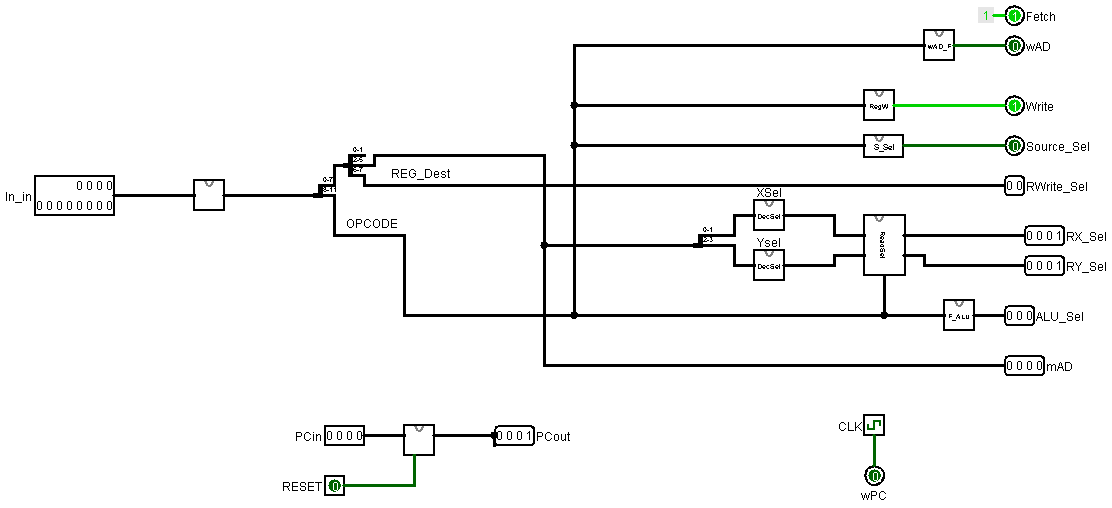 1 1 Fetch
wAD_F 0 wAD
RegW 1 Write
S_Sel 0 Source_Sel
0-1
2-5
6-7
REG_Dest
0-7
8-11
In_in 0 0 0 0
0 0 0 0 0 0 0 0
0 0 RWrite_Sel
XSel
DecSel
OPCODE
0-1
2-3
Ysel
DecSel
ReadSel
0 0 0 1 RX_Sel
0 0 0 1 RY_Sel
F_ALU 0 0 0 ALU_Sel
0 0 0 0 mAD
PCin 0 0 0 0
0 0 0 1 PCout
CLK
RESET 0
0
wPC